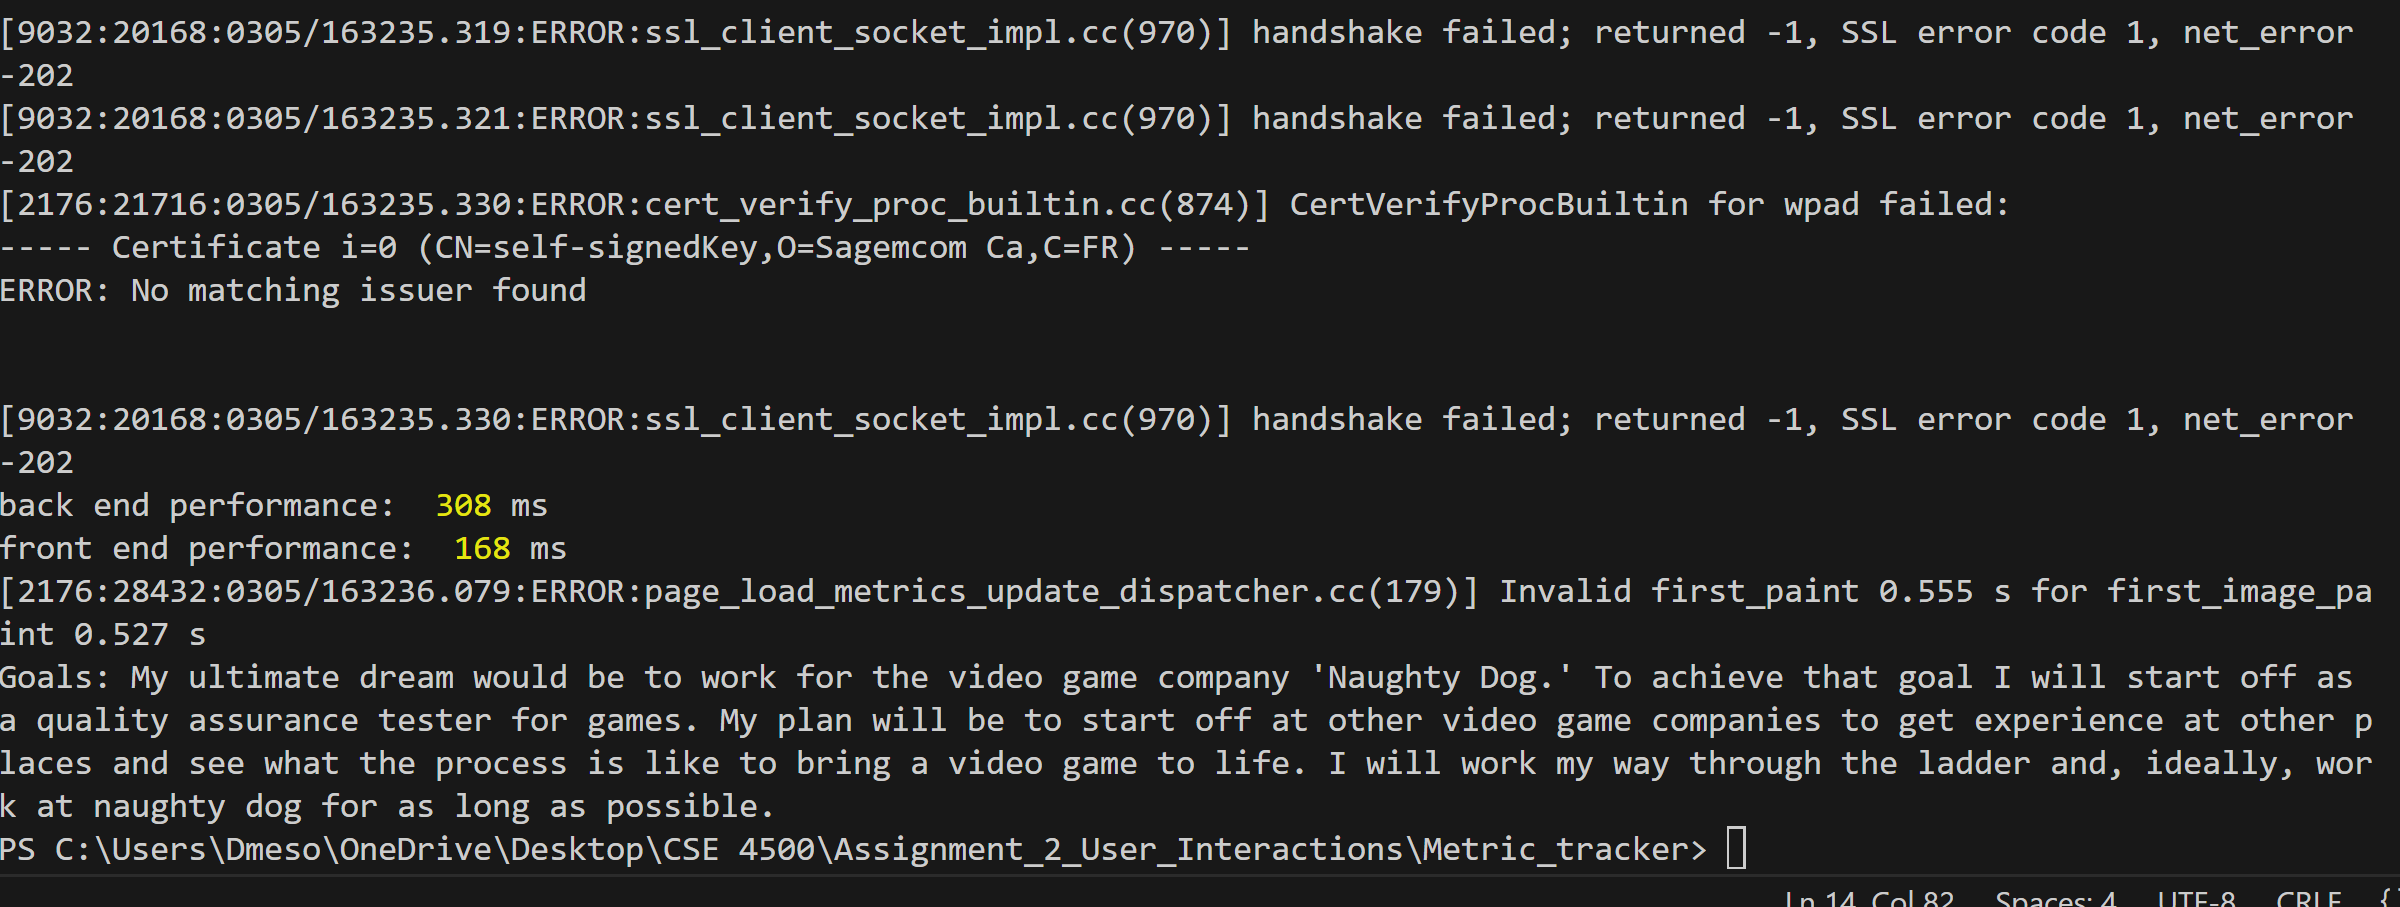 [9032:20168:0305/163235.319:ERROR:ssl_client_socket_impl.cc(970)] handshake failed; returned -1, SSL error code 1, net_error
-202
[9032:20168:0305/163235.321:ERROR:ssl_client_socket_impl.cc(970)] handshake failed; returned -1, SSL error code 1, net_error
-202
[2176:21716:0305/163235.330:ERROR:cert_verify_proc_builtin.cc(874)] CertVerifyProcBuiltin for wpad failed:
----- Certificate i=0 (CN=self-signedKey,O=Sagemcom Ca,C=FR) -----
ERROR: No matching issuer found
[9032:20168:0305/163235.330:ERROR:ssl_client_socket_impl.cc(970)] handshake failed; returned -1, SSL error code 1, net_error
-202
back end performance:  308 ms
front end performance:  168 ms
[2176:28432:0305/163236.079:ERROR:page_load_metrics_update_dispatcher.cc(179)] Invalid first_paint 0.555 s for first_image_pa
int 0.527 s
Goals: My ultimate dream would be to work for the video game company 'Naughty Dog.' To achieve that goal I will start off as
a quality assurance tester for games. My plan will be to start off at other video game companies to get experience at other p
laces and see what the process is like to bring a video game to life. I will work my way through the ladder and, ideally, wor
k at naughty dog for as long as possible.
PS C:\Users\Dmeso\OneDrive\Desktop\CSE 4500\Assignment_2_User_Interactions\Metric_tracker>
Ln 14, Col 82 Spaces: 4 UTF-8 CRLF {